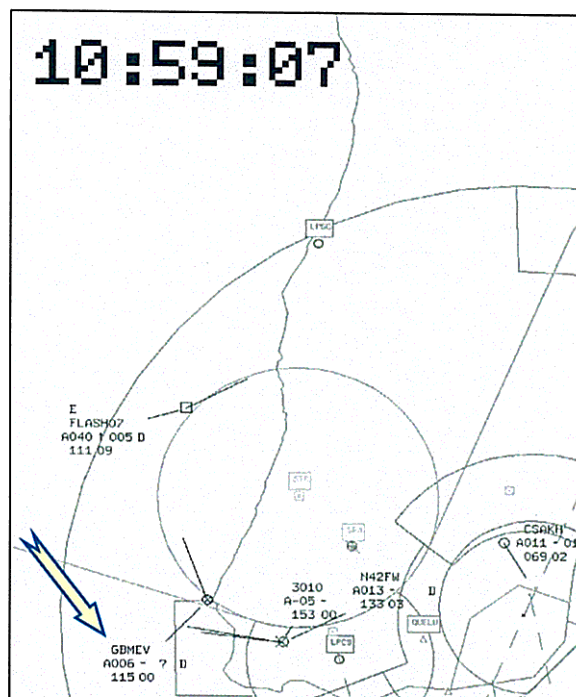 10:59:07
E
FLASH07
A040 005 D
111 09
CSAKH
A011 - 01
069 02
3010
A-05 -
153 00
N42FW D
A013 -
133 03
QUELU
LPCS
GBMEV
A006 - ? D
115 00